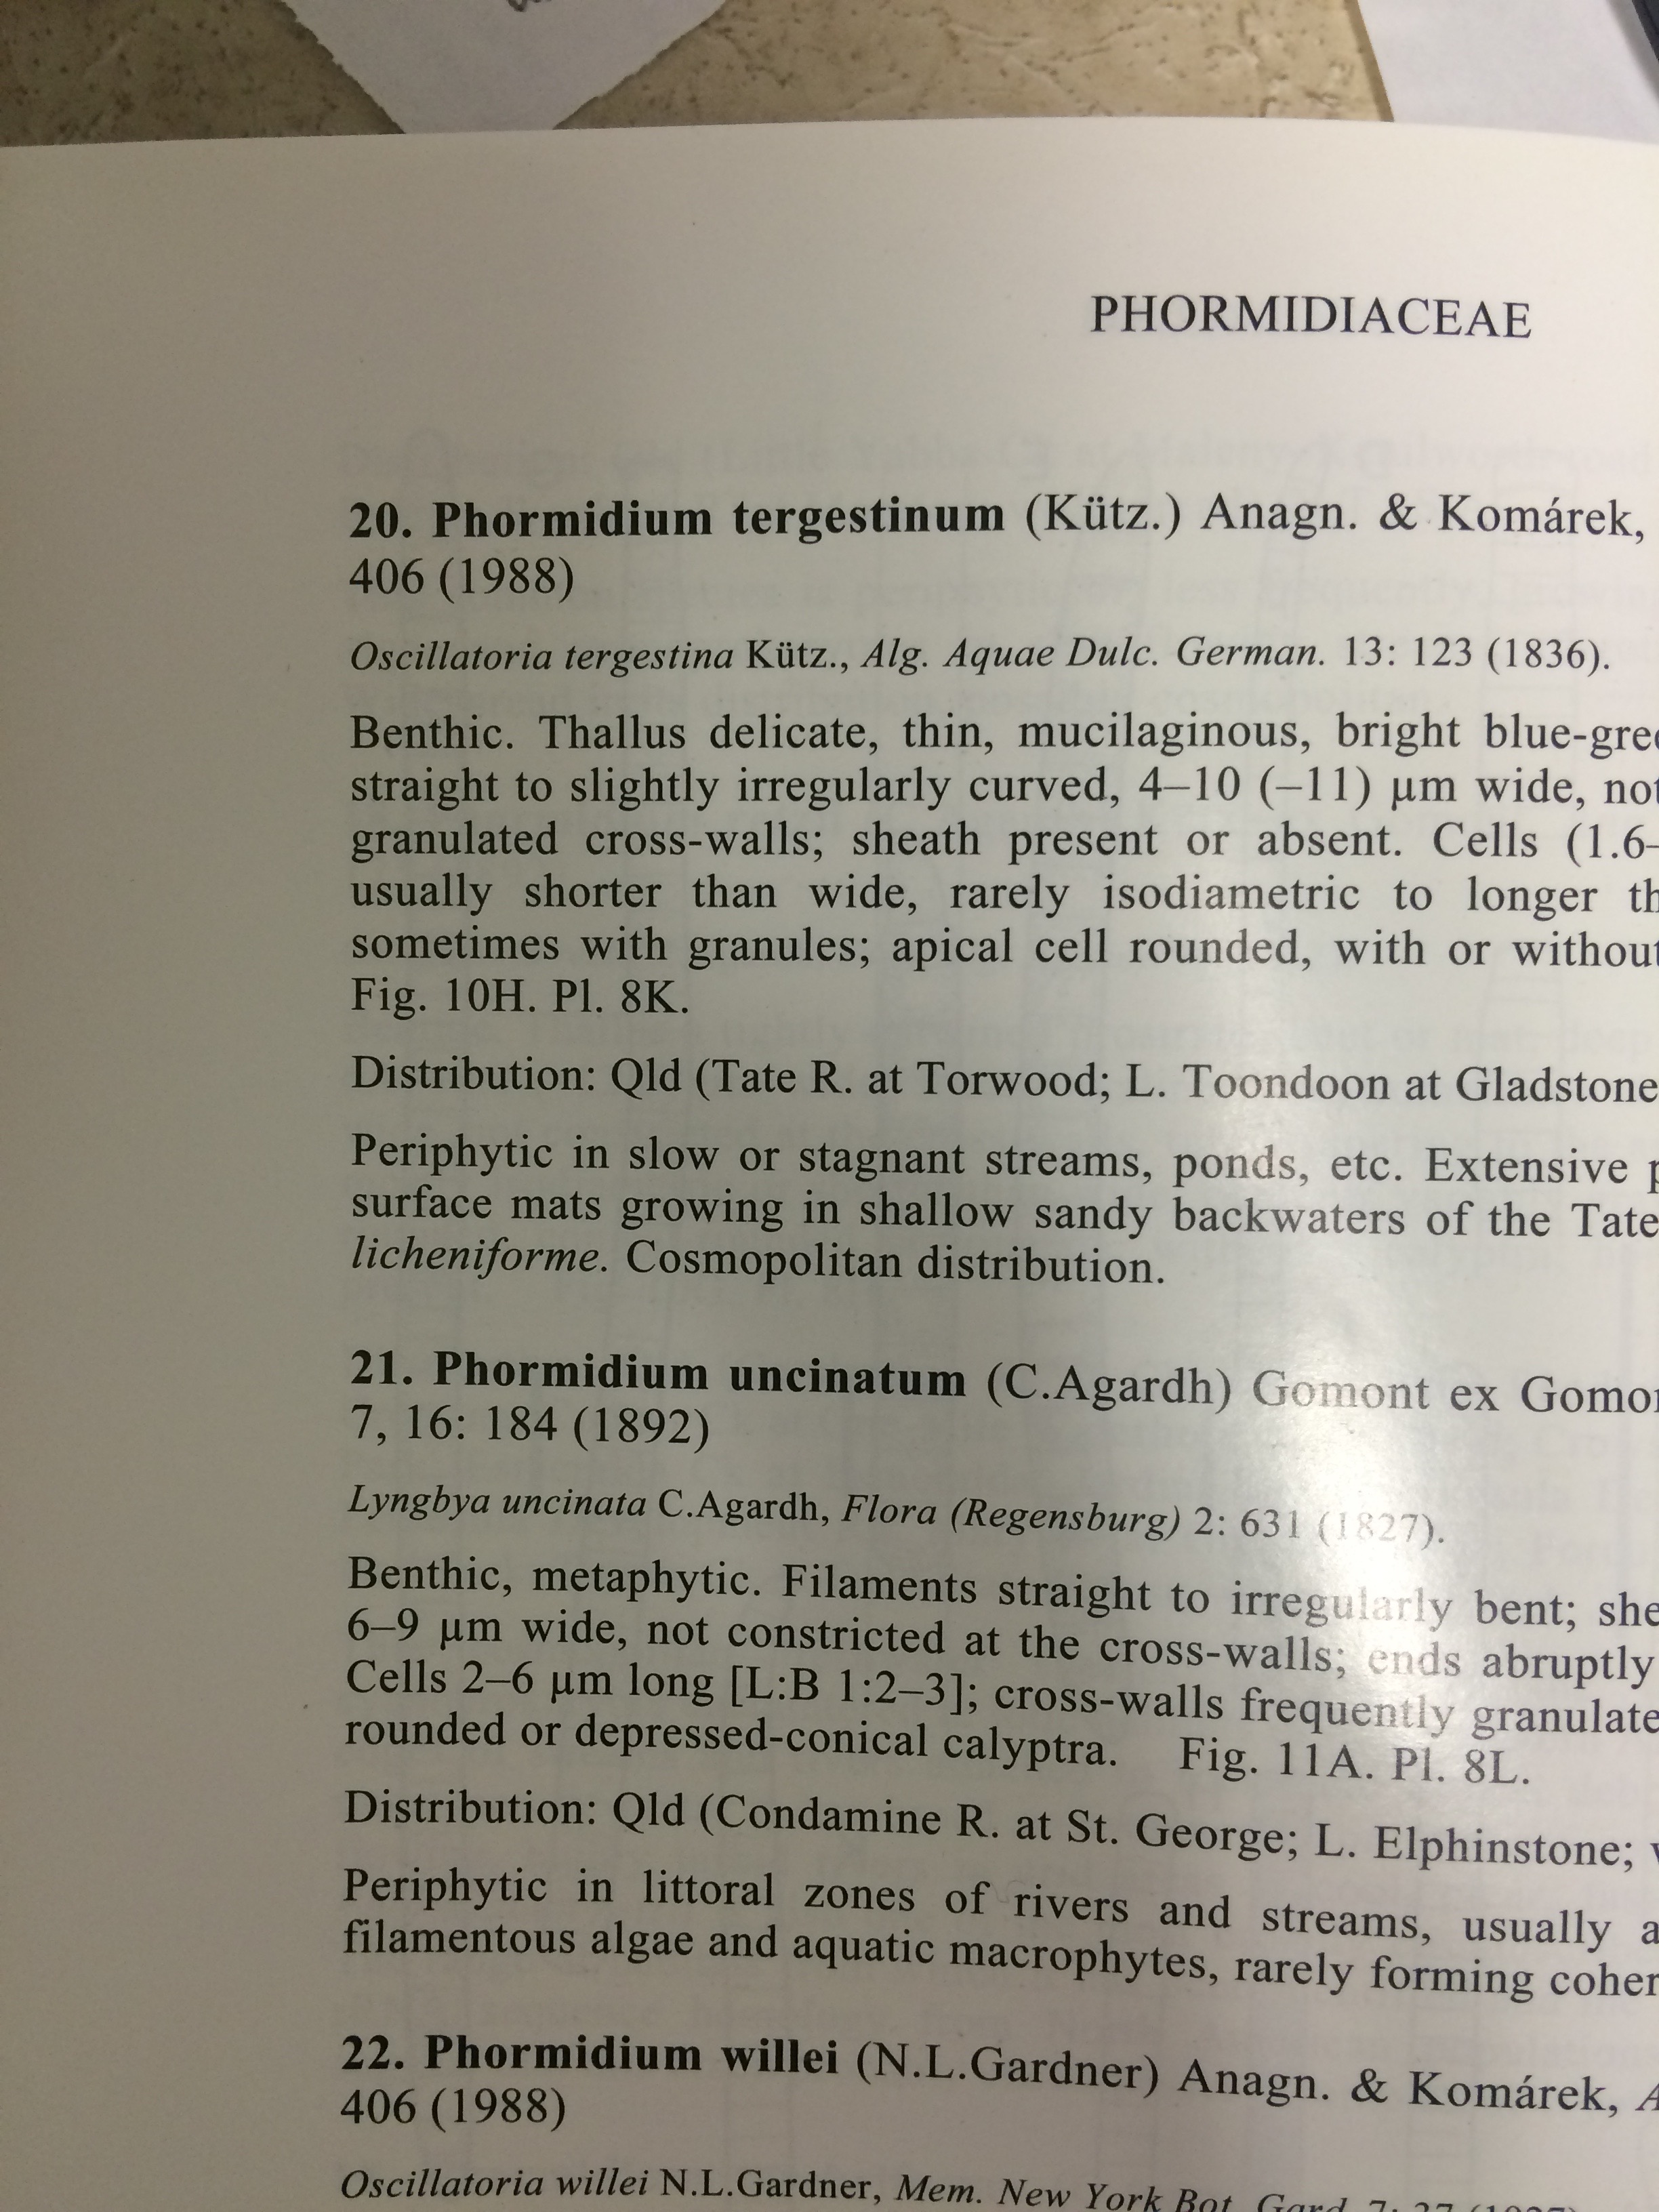 PHORMIDIACEAE
20. Phormidium tergestinum (Kütz.) Anagn. & Komárek,
406 (1988)
Oscillatoria tergestina Kütz., Alg. Aquae Dulc. German. 13: 123 (1836).
Benthic. Thallus delicate, thin, mucilaginous, bright
straight to slightly irregularly curved, 4–10 (–11) µm wide,
granulated cross-walls; sheath present or absent. Cells (1.6–
usually shorter than wide, rarely isodiametric to longer
sometimes with granules; apical cell rounded, with or without
Fig. 10H. Pl. 8K.
Distribution: Qld (Tate R. at Torwood; L. Toondoon at Gladstone
Periphytic in slow or stagnant streams, ponds, etc. Extensive
surface mats growing in shallow sandy backwaters of the Tate
licheniforme. Cosmopolitan distribution.
21. Phormidium uncinatum (C.Agardh) Gomont ex
7, 16: 184 (1892)
Lyngbya uncinata C.Agardh, Flora (Regensburg) 2: 631 (1827).
Benthic, metaphytic. Filaments straight to irregularly bent;
6–9 µm wide, not constricted at the cross-walls; ends abruptly
Cells 2–6 µm long [L:B 1:2–3]; cross-walls frequently granulate
rounded or depressed-conical calyptra. Fig. 11A. Pl. 8L.
Distribution: Qld (Condamine R. at St. George; L. Elphinstone;
Periphytic in littoral zones of rivers and streams, usually
filamentous algae and aquatic macrophytes, rarely forming
22. Phormidium willei (N.L.Gardner) Anagn. & Komárek,
406 (1988)
Oscillatoria willei N.L.Gardner, Mem. New York Bot. Gard. 7: